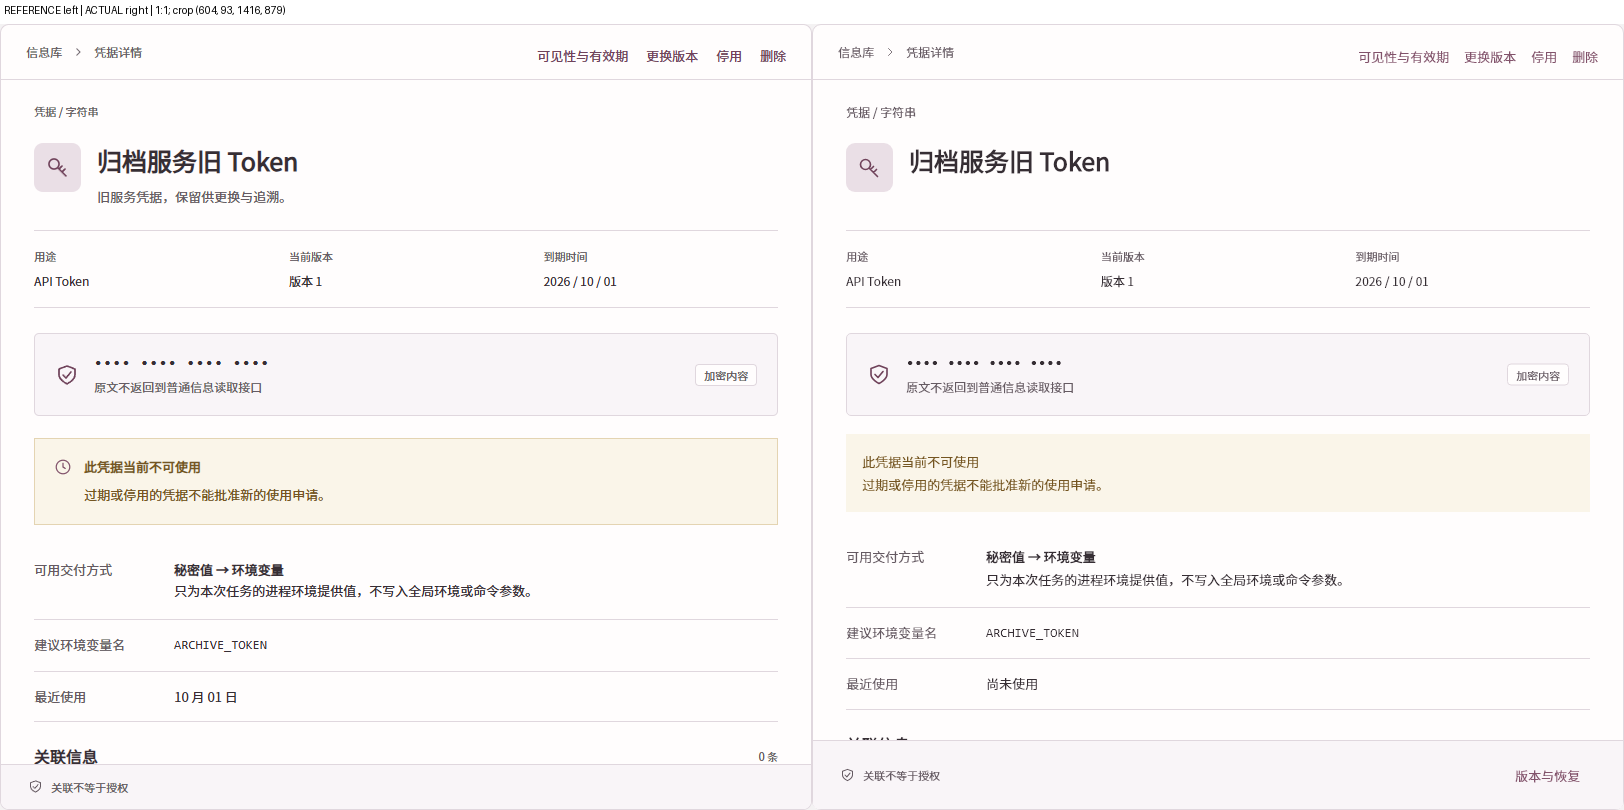 REFERENCE left | ACTUAL right | 1:1; crop (604, 93, 1416, 879)
信息库 > 凭据详情 可见性与有效期 更换版本 停用 删除
凭据 / 字符串
归档服务旧 Token
旧服务凭据，保留供更换与追溯。
用途 当前版本 到期时间
API Token 版本 1 2026 / 10 / 01
•••• •••• •••• ••••
原文不返回到普通信息读取接口
加密内容
此凭据当前不可使用
过期或停用的凭据不能批准新的使用申请。
可用交付方式 秘密值 → 环境变量
只为本次任务的进程环境提供值，不写入全局环境或命令参数。
建议环境变量名 ARCHIVE_TOKEN
最近使用 10 月 01 日
关联信息 0 条
关联不等于授权
信息库 > 凭据详情 可见性与有效期 更换版本 停用 删除
凭据 / 字符串
归档服务旧 Token
用途 当前版本 到期时间
API Token 版本 1 2026 / 10 / 01
•••• •••• •••• ••••
原文不返回到普通信息读取接口
加密内容
此凭据当前不可使用
过期或停用的凭据不能批准新的使用申请。
可用交付方式 秘密值 → 环境变量
只为本次任务的进程环境提供值，不写入全局环境或命令参数。
建议环境变量名 ARCHIVE_TOKEN
最近使用 尚未使用
关联不等于授权 版本与恢复